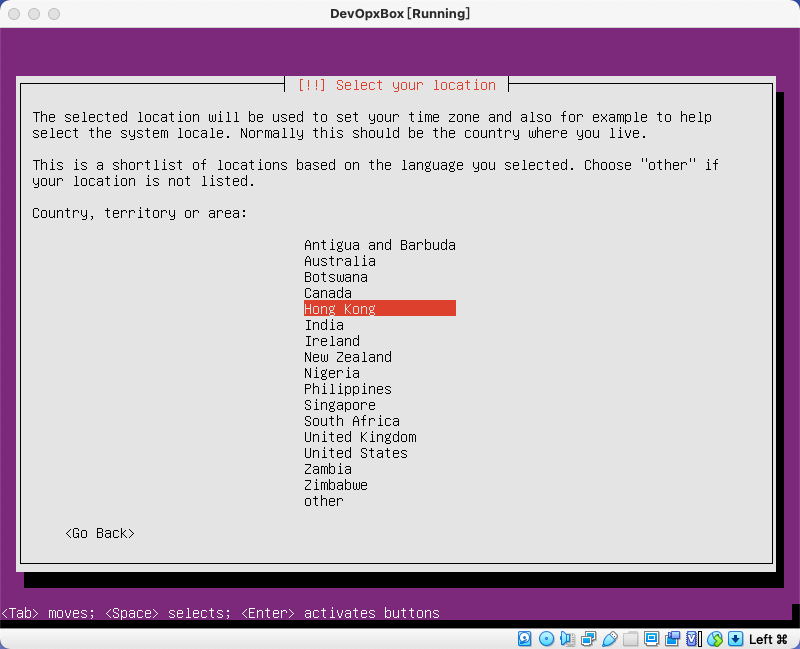 DevOpxBox [Running]
[!!] Select your location
The selected location will be used to set your time zone and also for example to help
select the system locale. Normally this should be the country where you live.
This is a shortlist of locations based on the language you selected. Choose "other" if
your location is not listed.
Country, territory or area:
Antigua and Barbuda
Australia
Botswana
Canada
Hong Kong
India
Ireland
New Zealand
Nigeria
Philippines
Singapore
South Africa
United Kingdom
United States
Zambia
Zimbabwe
other
<Go Back>
<Tab> moves; <Space> selects; <Enter> activates buttons
Left ⌘